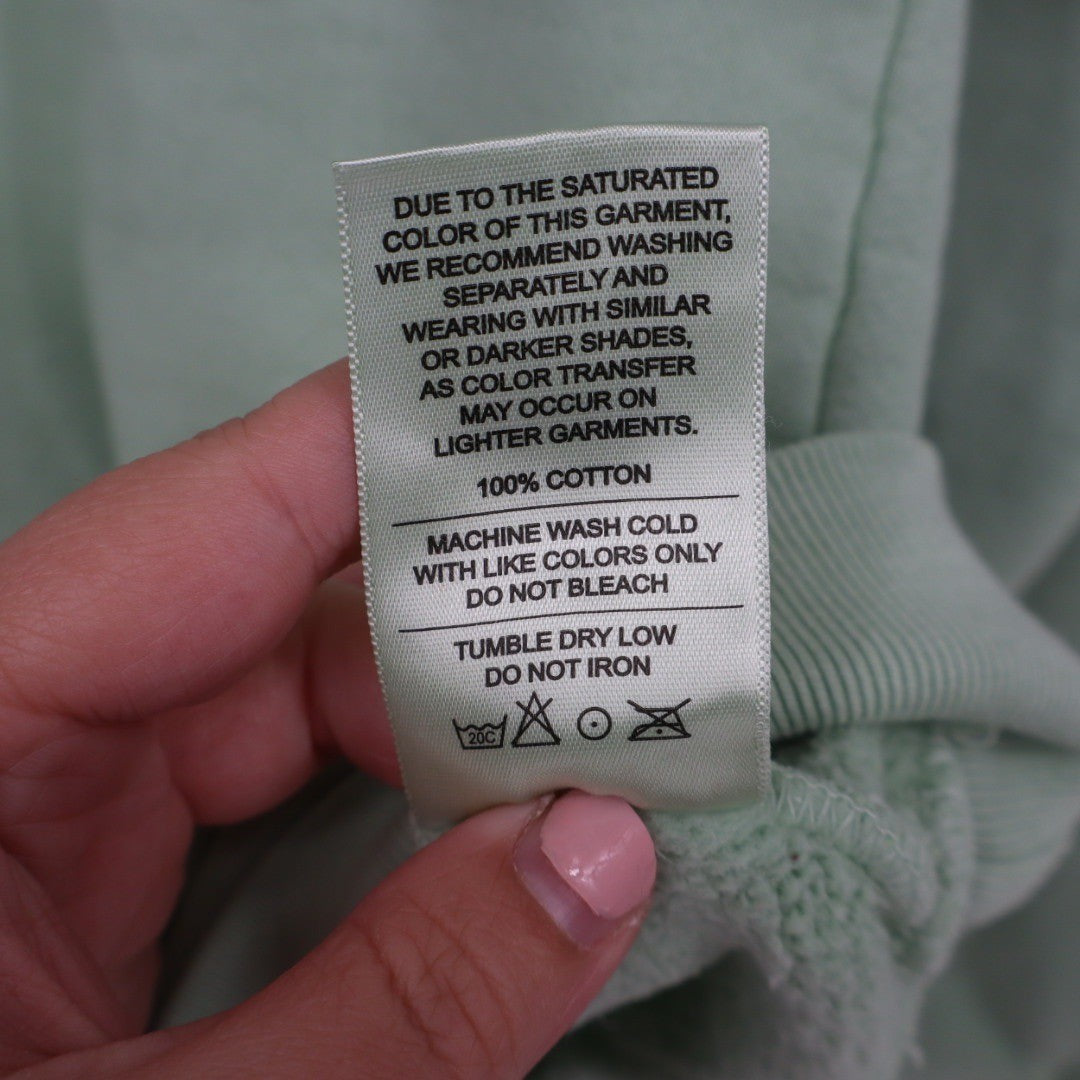 DUE TO THE SATURATED
COLOR OF THIS GARMENT,
WE RECOMMEND WASHING
SEPARATELY AND
WEARING WITH SIMILAR
OR DARKER SHADES,
AS COLOR TRANSFER
MAY OCCUR ON
LIGHTER GARMENTS.
100% COTTON
MACHINE WASH COLD
WITH LIKE COLORS ONLY
DO NOT BLEACH
TUMBLE DRY LOW
DO NOT IRON
20C